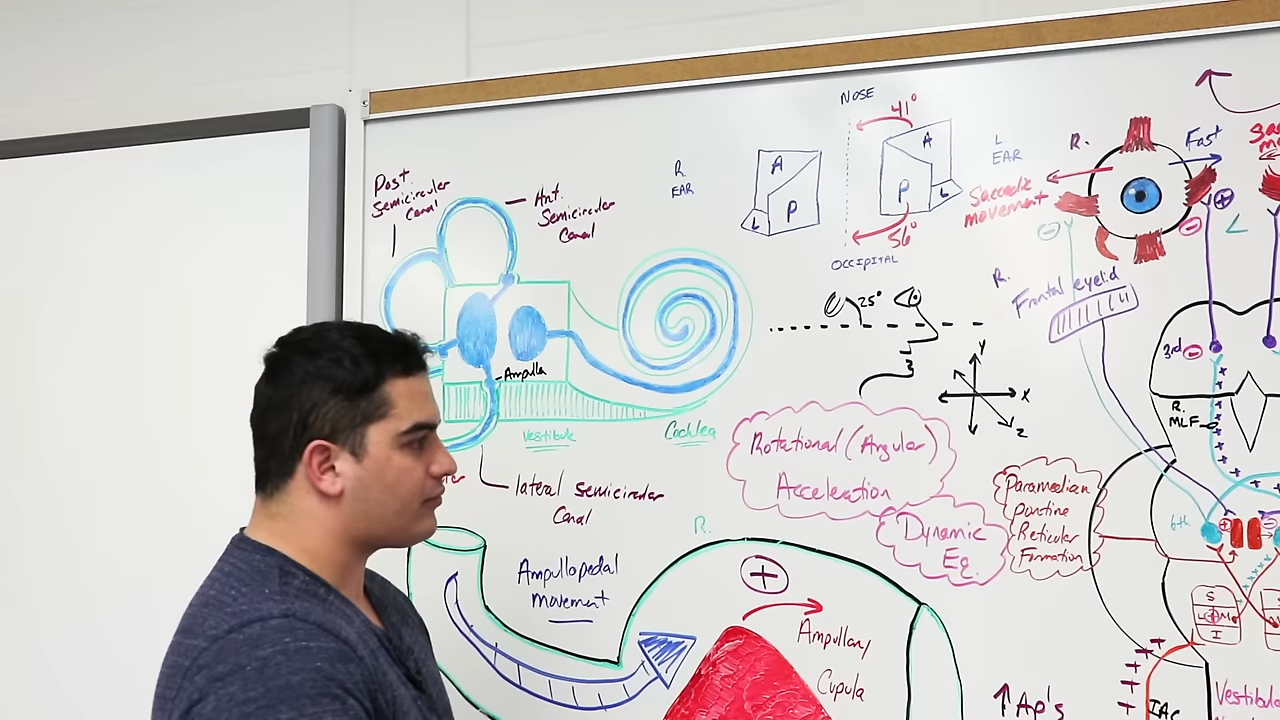 NOSE
41°
A
A
P
P
L
L
R.
EAR
L.
EAR
OCCIPITAL
56°
Post
Semicircular
Canal
Ant.
Semicircular
Canal
Ampulla
Vestibule
Cochlea
lateral Semicircular
Canal
25°
Y
X
Z
Rotational (Angular)
Acceleration
Dynamic
Eq.
Paramedian
pontine
Reticular
Formation
R.
Fast
Saccadic
movement
R.
Frontal eyelid
3rd
R.
MLF
6th
S
L
M
I
Ampullopedal
movement
R.
+
Ampullary
Cupula
↑ Ap's
IAC